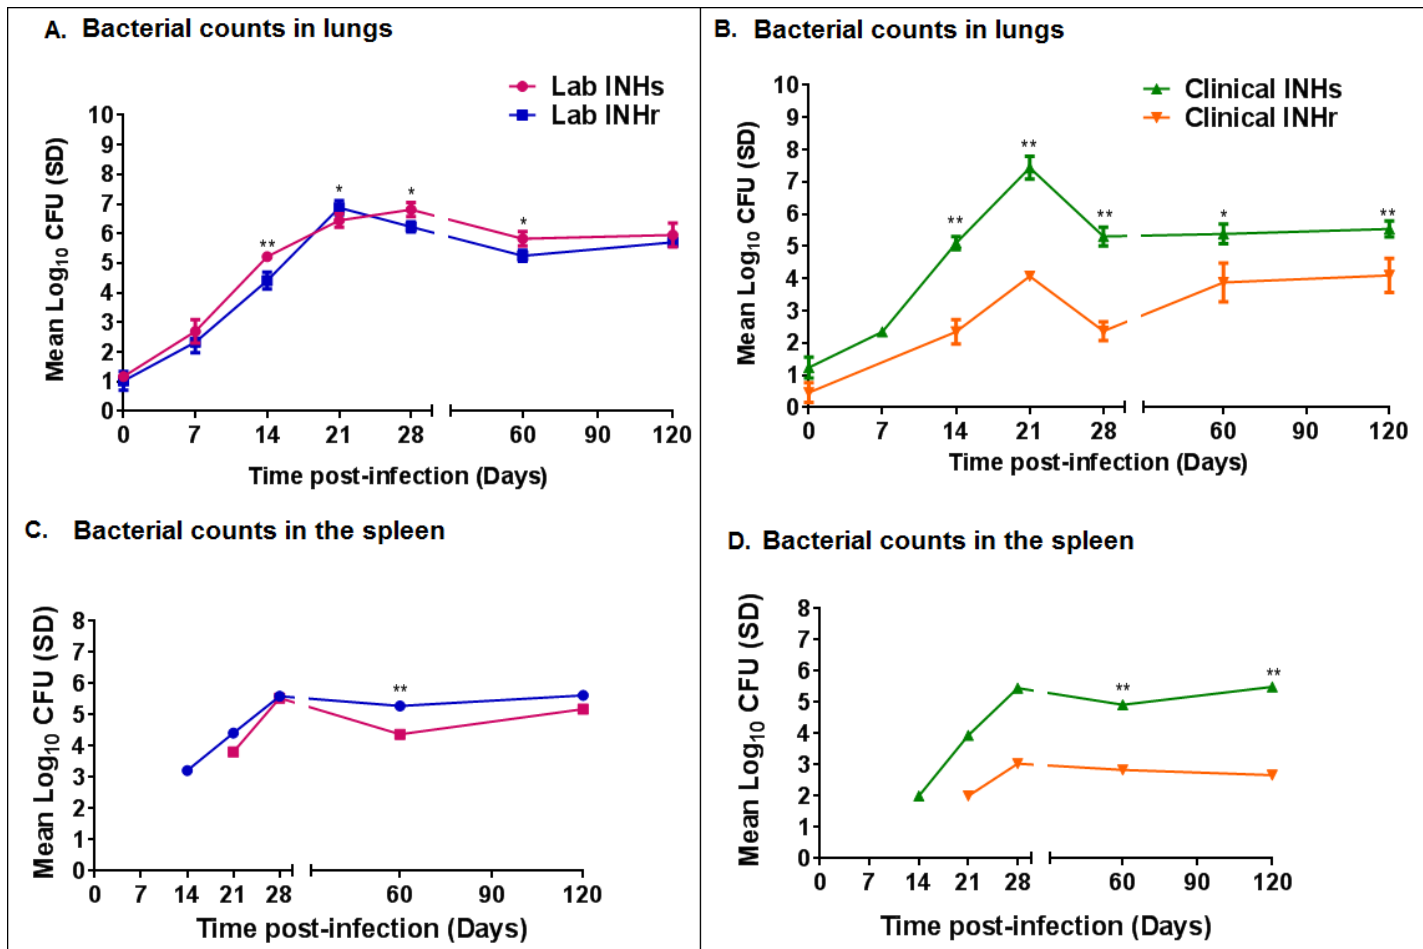 A. Bacterial counts in lungs
Lab INHs
Lab INHr
Mean Log10 CFU (SD)
10
9
8
7
6
5
4
3
2
1
0
**
*
*
*
0 7 14 21 28 60 90 120
Time post-infection (Days)
B. Bacterial counts in lungs
Clinical INHs
Clinical INHr
Mean Log10 CFU (SD)
10
9
8
7
6
5
4
3
2
1
0
**
**
**
*
**
0 7 14 21 28 60 90 120
Time post-infection (Days)
C. Bacterial counts in the spleen
Mean Log10 CFU (SD)
8
7
6
5
4
3
2
1
0
**
0 7 14 21 28 60 90 120
Time post-infection (Days)
D. Bacterial counts in the spleen
Mean Log10 CFU (SD)
8
7
6
5
4
3
2
1
0
**
**
0 7 14 21 28 60 90 120
Time post-infection (Days)